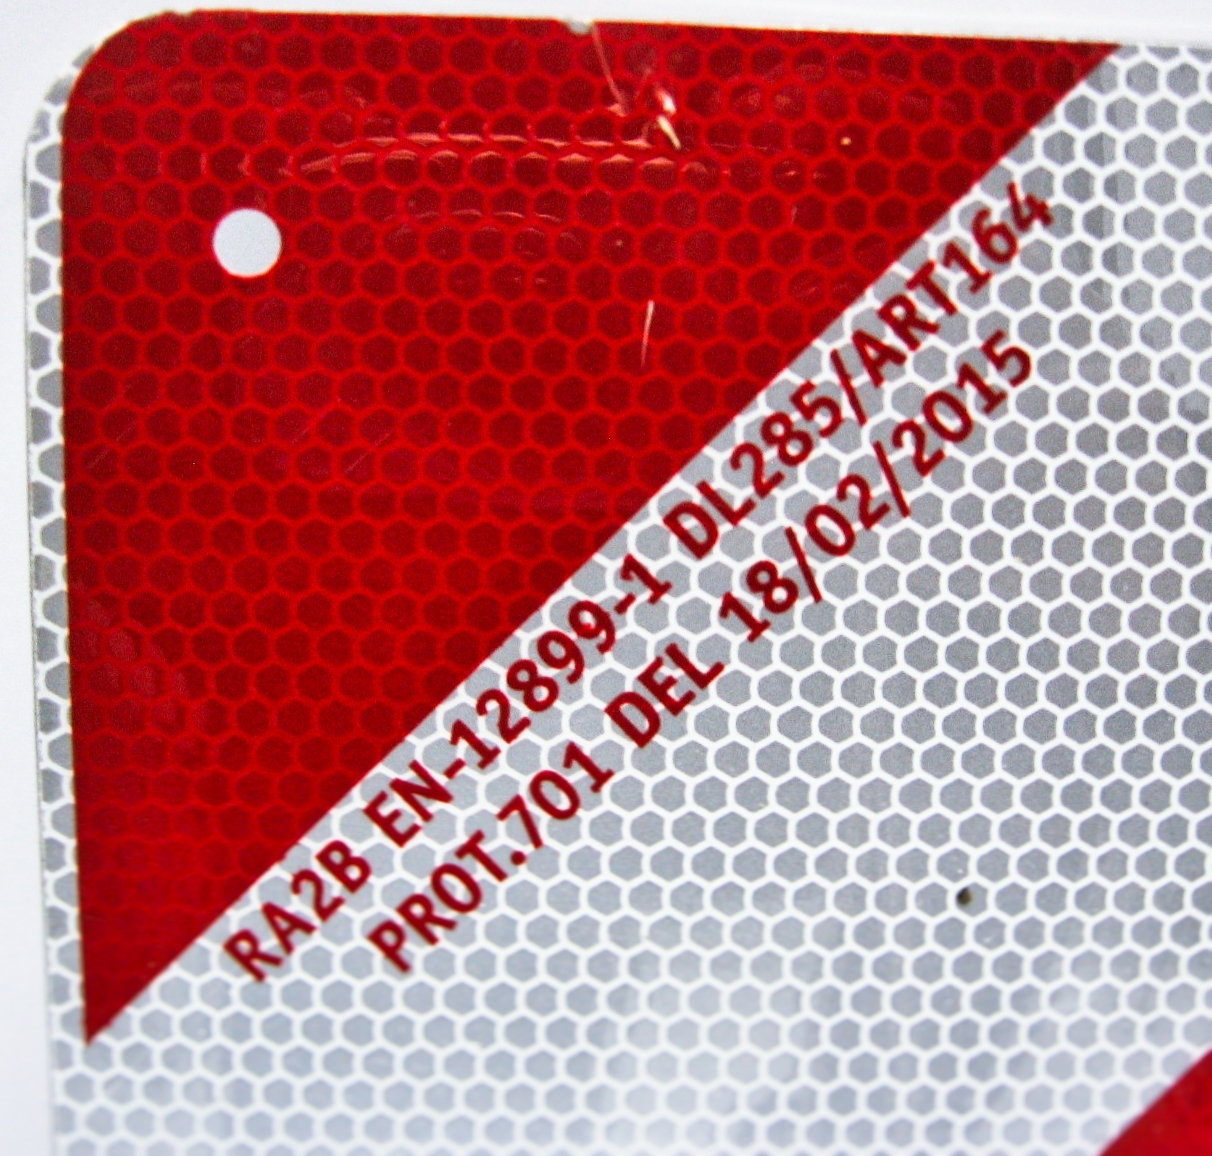 RA2B EN-12899-1 DL285/ART164
PROT.701 DEL 18/02/2015